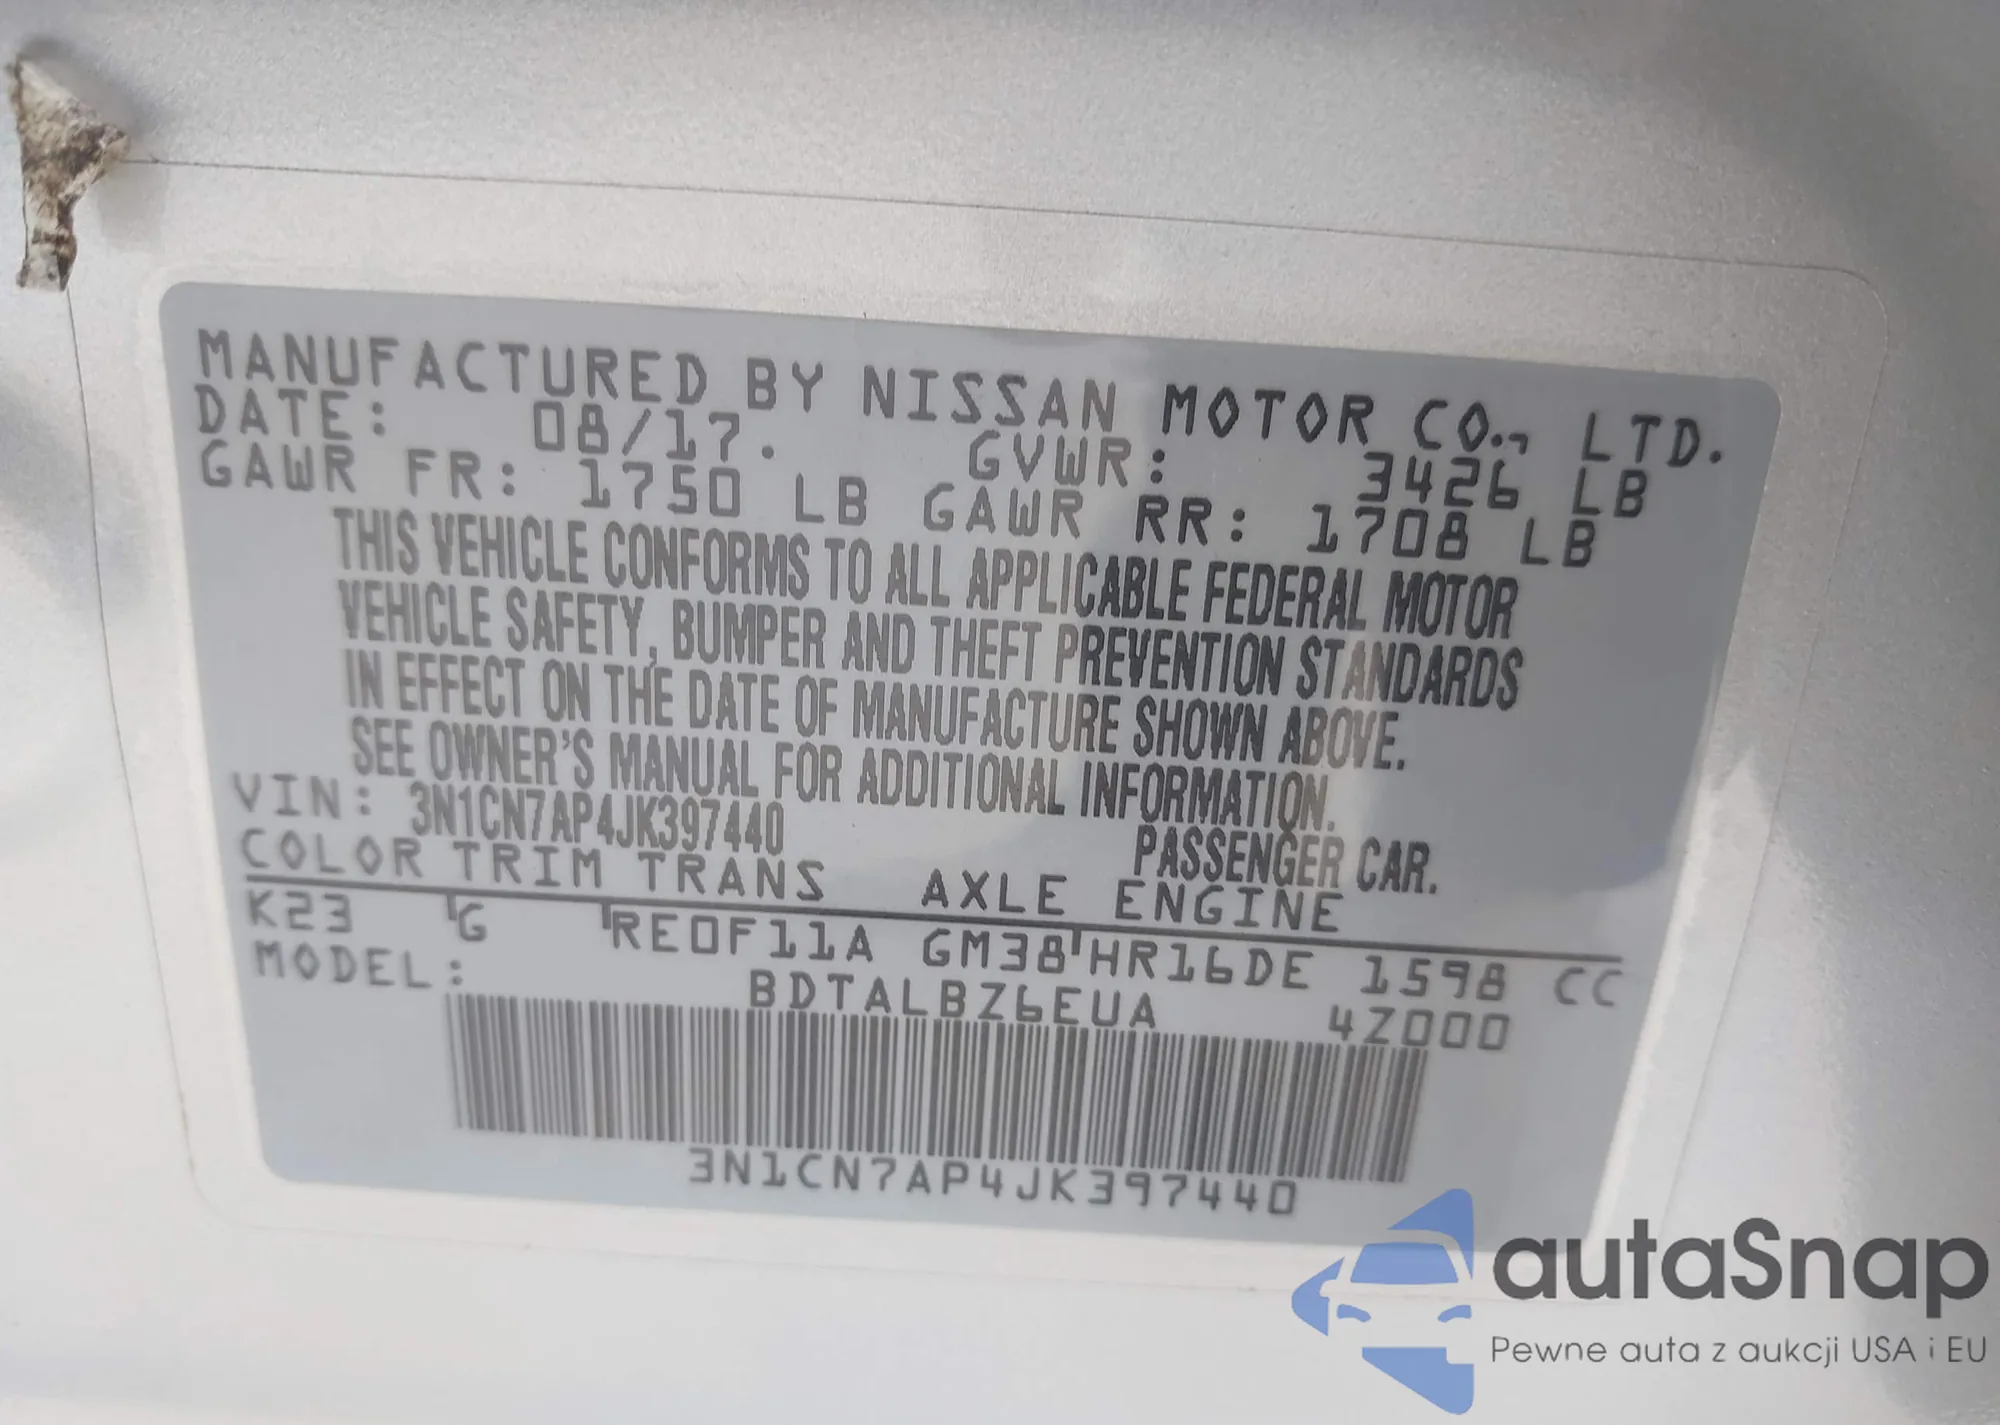 MANUFACTURED BY NISSAN MOTOR CO., LTD.
DATE: 08/17. GVWR: 3426 LB
GAWR FR: 1750 LB GAWR RR: 1708 LB
THIS VEHICLE CONFORMS TO ALL APPLICABLE FEDERAL MOTOR
VEHICLE SAFETY, BUMPER AND THEFT PREVENTION STANDARDS
IN EFFECT ON THE DATE OF MANUFACTURE SHOWN ABOVE.
SEE OWNER'S MANUAL FOR ADDITIONAL INFORMATION.
VIN: 3N1CN7AP4JK397440 PASSENGER CAR.
COLOR TRIM TRANS AXLE ENGINE
K23 G RE0F11A GM38 HR16DE 1598 CC
MODEL: BDTALBZ6EUA 4Z000
3N1CN7AP4JK397440
autaSnap
Pewne auta z aukcji USA i EU